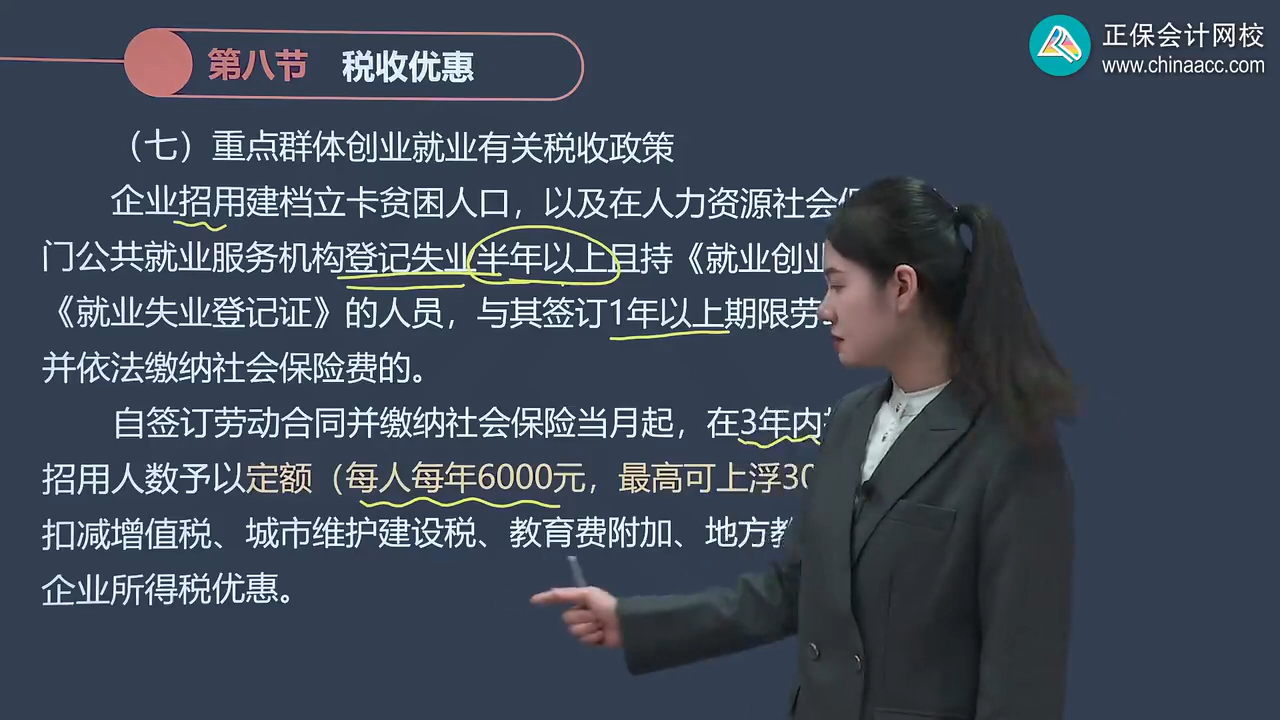 第八节 税收优惠
正保会计网校
www.chinaacc.com
（七）重点群体创业就业有关税收政策
企业招用建档立卡贫困人口，以及在人力资源社会
门公共就业服务机构登记失业半年以上且持《就业创业
《就业失业登记证》的人员，与其签订1年以上期限劳
并依法缴纳社会保险费的。
自签订劳动合同并缴纳社会保险当月起，在3年内
招用人数予以定额（每人每年6000元，最高可上浮30
扣减增值税、城市维护建设税、教育费附加、地方教
企业所得税优惠。